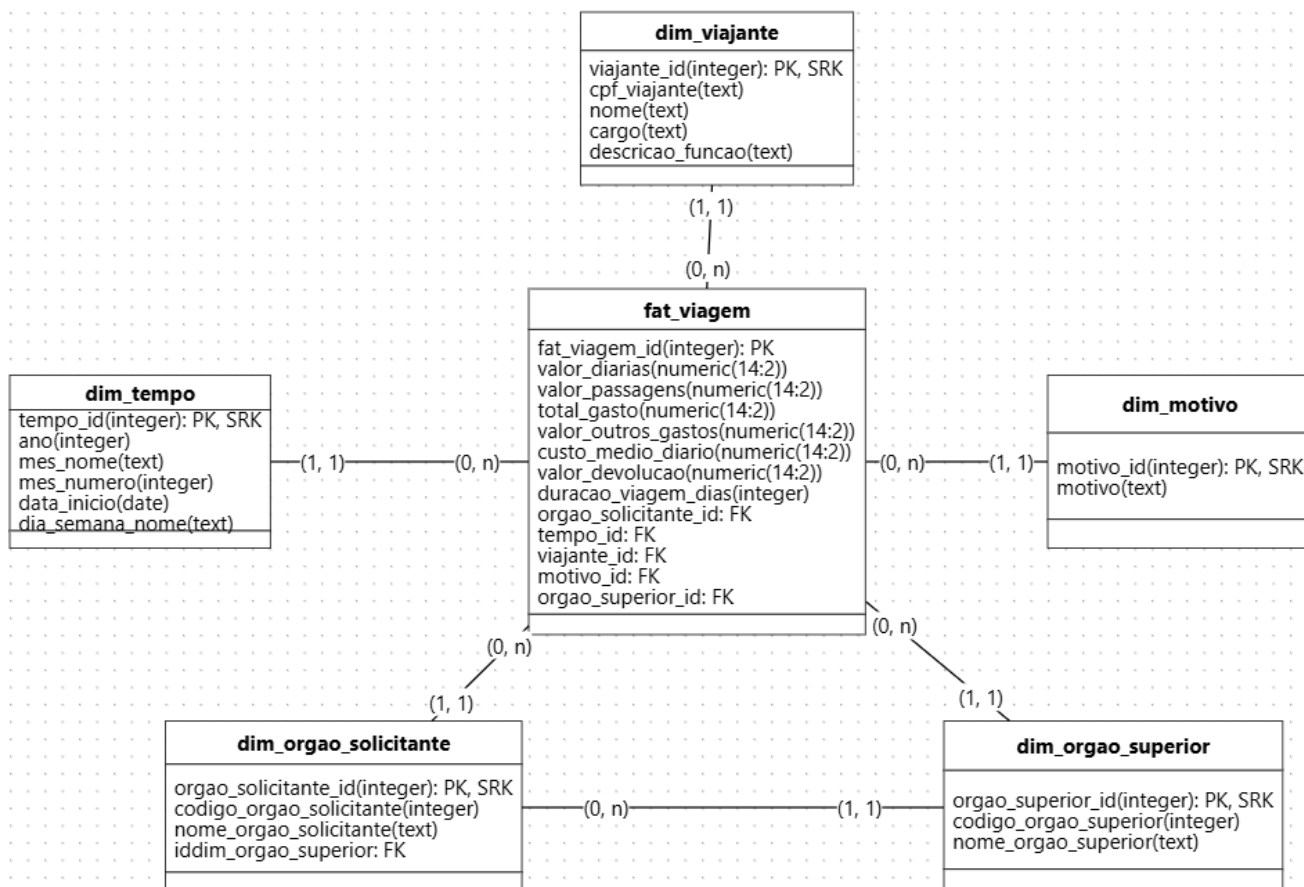 dim_viajante
viajante_id(integer): PK, SRK
cpf_viajante(text)
nome(text)
cargo(text)
descricao_funcao(text)
(1, 1)
(0, n)
fat_viagem
fat_viagem_id(integer): PK
valor_diarias(numeric(14:2))
valor_passagens(numeric(14:2))
total_gasto(numeric(14:2))
valor_outros_gastos(numeric(14:2))
custo_medio_diario(numeric(14:2))
valor_devolucao(numeric(14:2))
duracao_viagem_dias(integer)
orgao_solicitante_id: FK
tempo_id: FK
viajante_id: FK
motivo_id: FK
orgao_superior_id: FK
dim_tempo
tempo_id(integer): PK, SRK
ano(integer)
mes_nome(text)
mes_numero(integer)
data_inicio(date)
dia_semana_nome(text)
(1, 1)
(0, n)
(0, n)
(1, 1)
dim_motivo
motivo_id(integer): PK, SRK
motivo(text)
(0, n)
(1, 1)
(0, n)
(1, 1)
dim_orgao_solicitante
orgao_solicitante_id(integer): PK, SRK
codigo_orgao_solicitante(integer)
nome_orgao_solicitante(text)
iddim_orgao_superior: FK
(0, n)
(1, 1)
dim_orgao_superior
orgao_superior_id(integer): PK, SRK
codigo_orgao_superior(integer)
nome_orgao_superior(text)